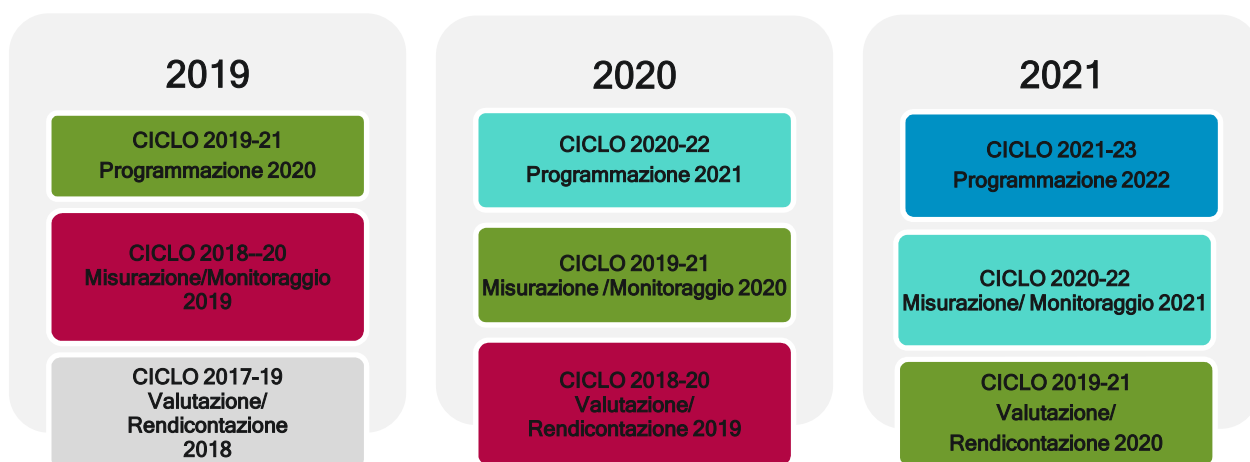 2019
CICLO 2019-21
Programmazione 2020
CICLO 2018--20
Misurazione/Monitoraggio
2019
CICLO 2017-19
Valutazione/
Rendicontazione
2018
2020
CICLO 2020-22
Programmazione 2021
CICLO 2019-21
Misurazione /Monitoraggio 2020
CICLO 2018-20
Valutazione/
Rendicontazione 2019
2021
CICLO 2021-23
Programmazione 2022
CICLO 2020-22
Misurazione/ Monitoraggio 2021
CICLO 2019-21
Valutazione/
Rendicontazione 2020